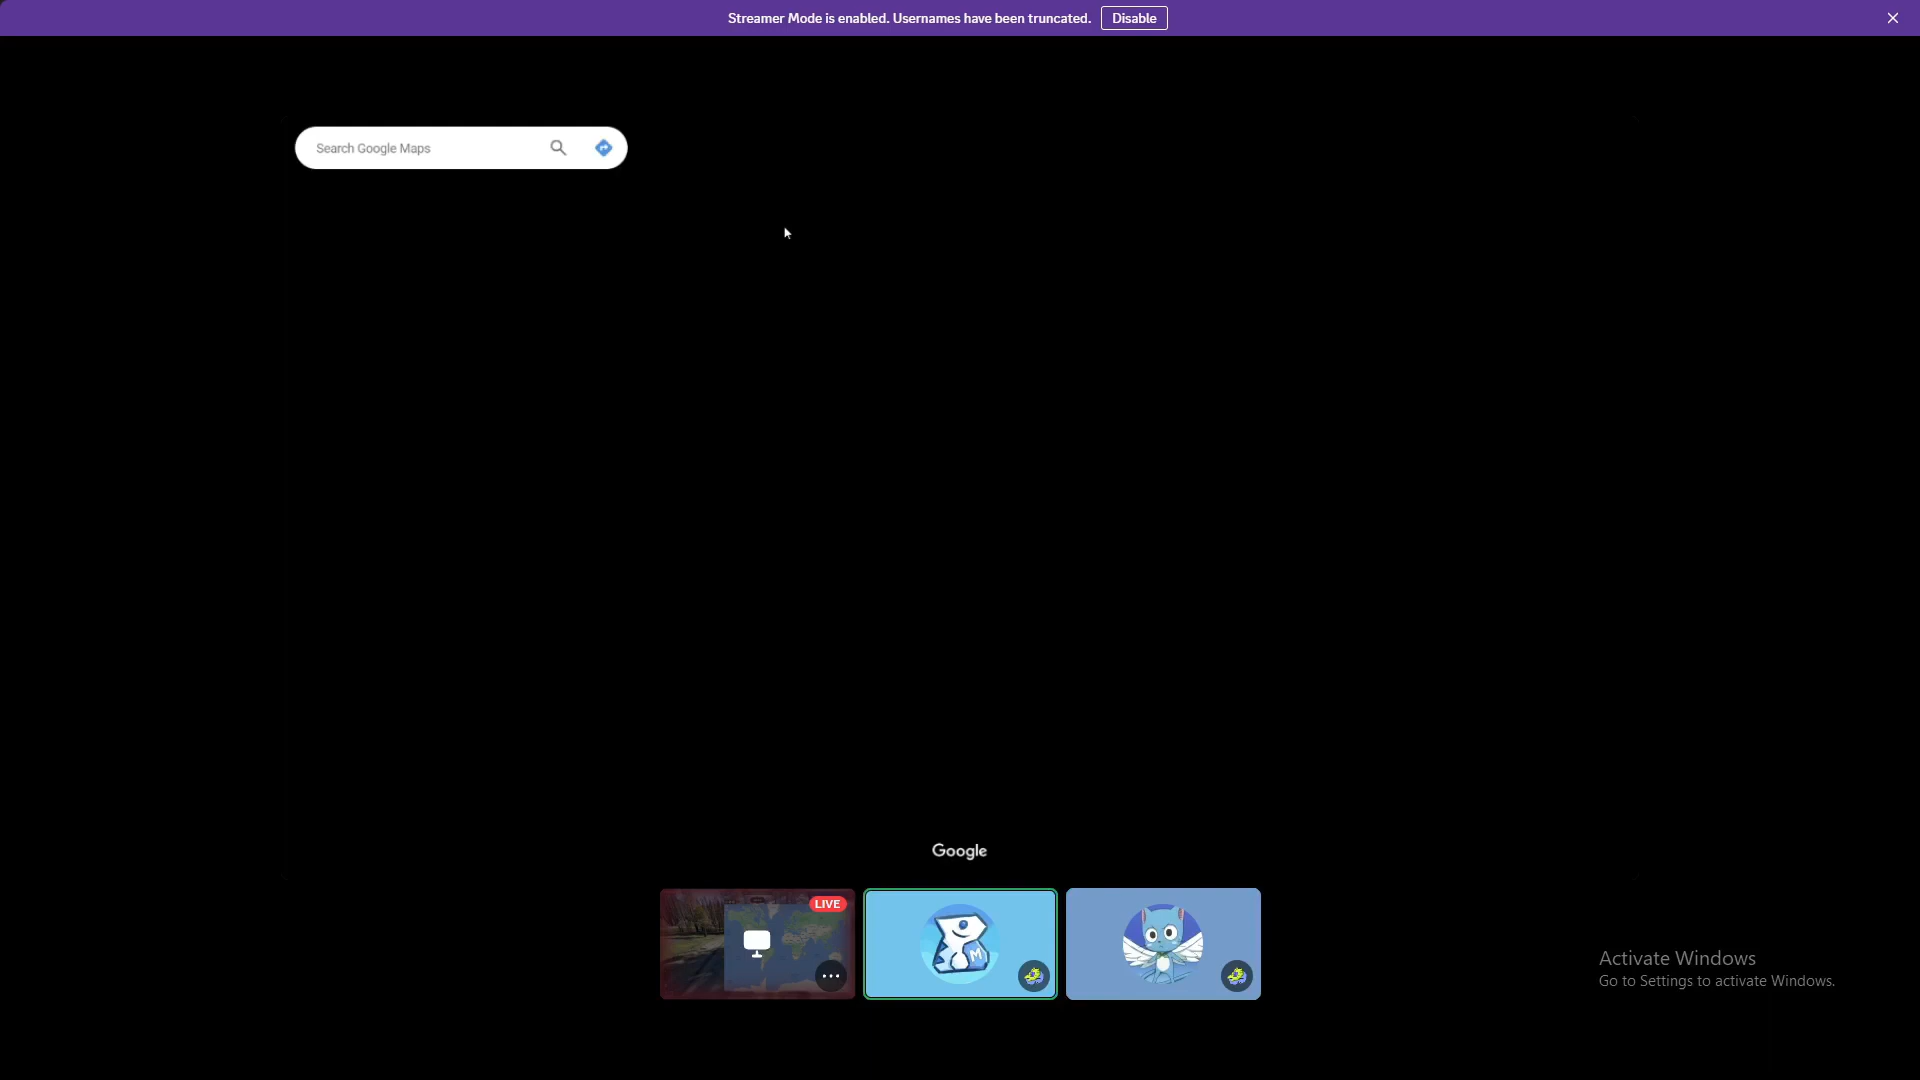 Streamer Mode is enabled. Usernames have been truncated. Disable
Search Google Maps
Google
LIVE
M
Activate Windows
Go to Settings to activate Windows.